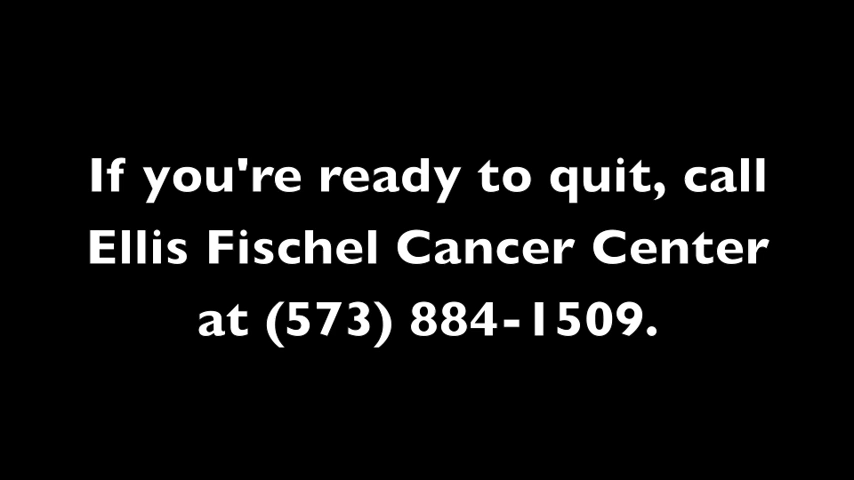 If you're ready to quit, call
Ellis Fischel Cancer Center
at (573) 884-1509.